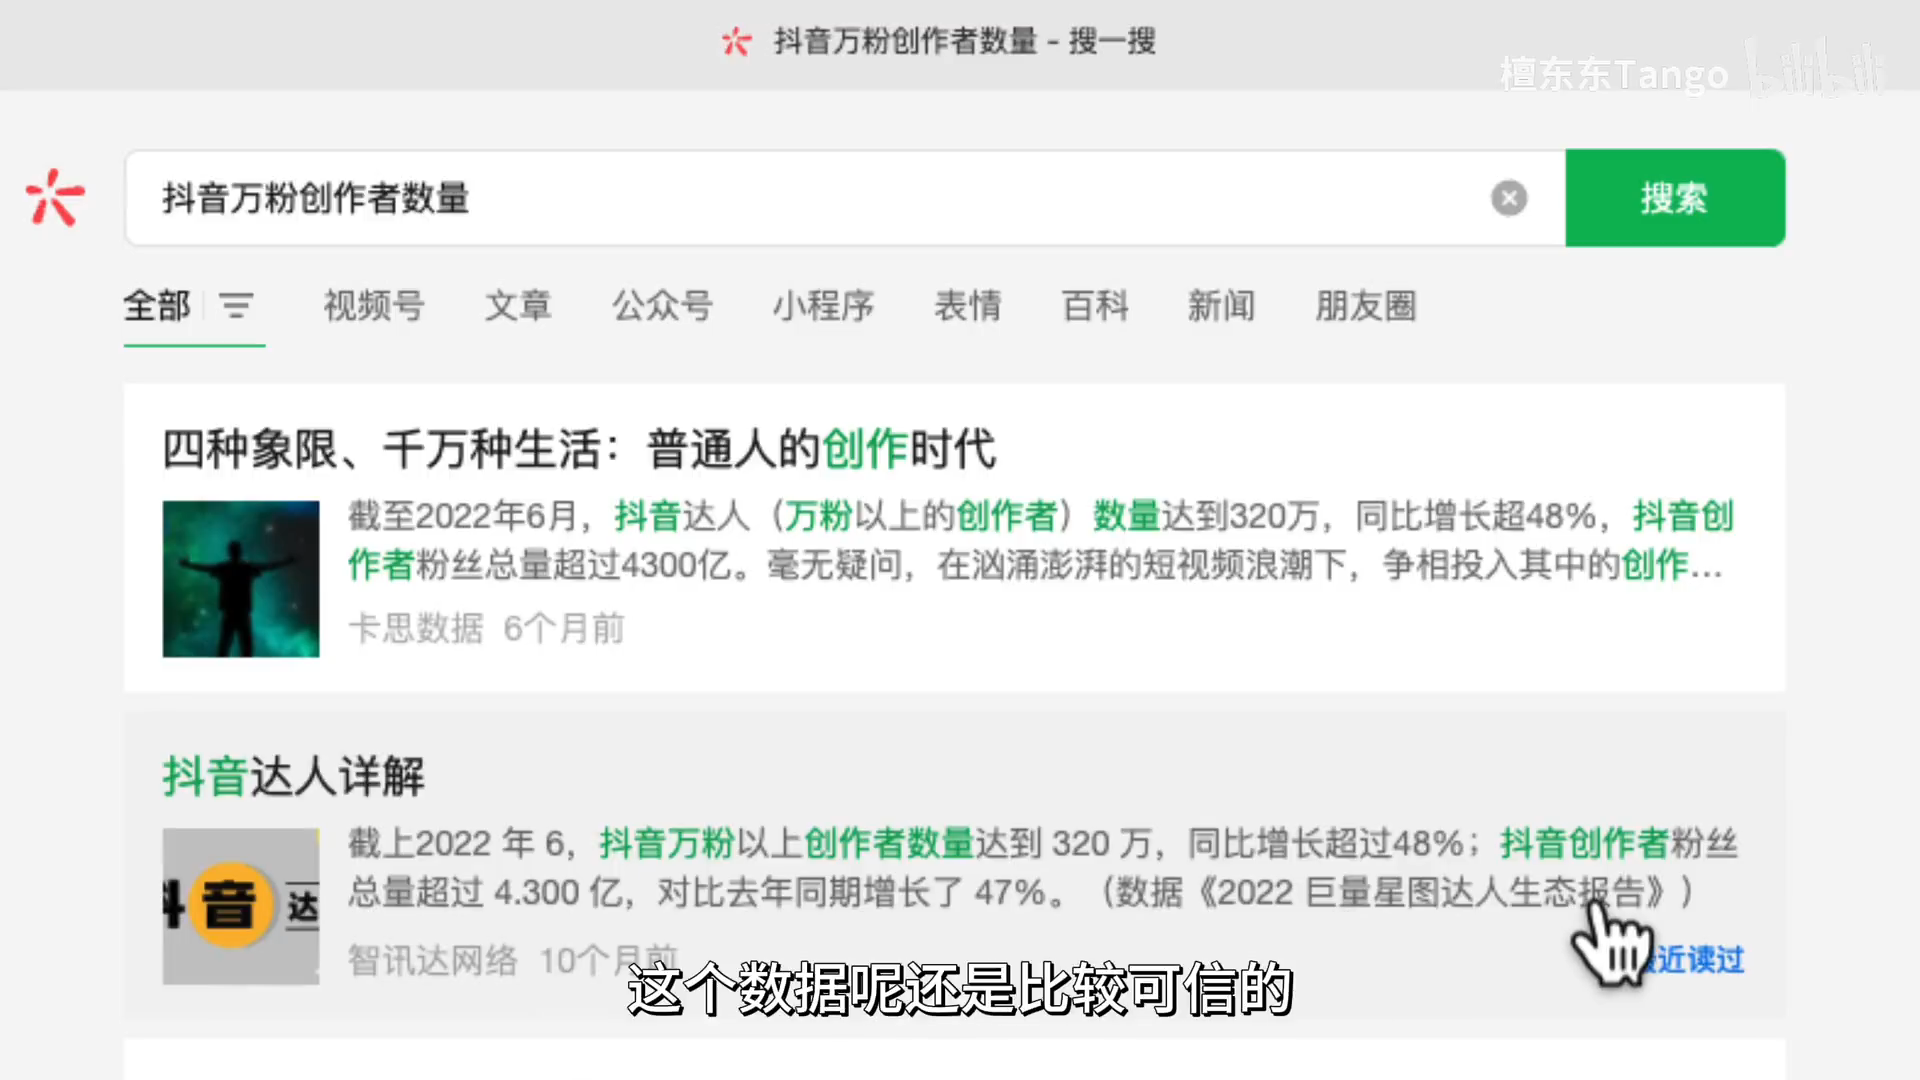 抖音万粉创作者数量 - 搜一搜
檀东东Tango bilibili
抖音万粉创作者数量
搜索
全部 视频号 文章 公众号 小程序 表情 百科 新闻 朋友圈
四种象限、千万种生活：普通人的创作时代
截至2022年6月，抖音达人（万粉以上的创作者）数量达到320万，同比增长超48%，抖音创
作者粉丝总量超过4300亿。毫无疑问，在汹涌澎湃的短视频浪潮下，争相投入其中的创作...
卡思数据 6个月前
抖音达人详解
截上2022 年 6，抖音万粉以上创作者数量达到 320 万，同比增长超过48%；抖音创作者粉丝
总量超过 4.300 亿，对比去年同期增长了 47%。（数据《2022 巨量星图达人生态报告》）
抖音达
智讯达网络 10个月前
近读过
这个数据呢还是比较可信的